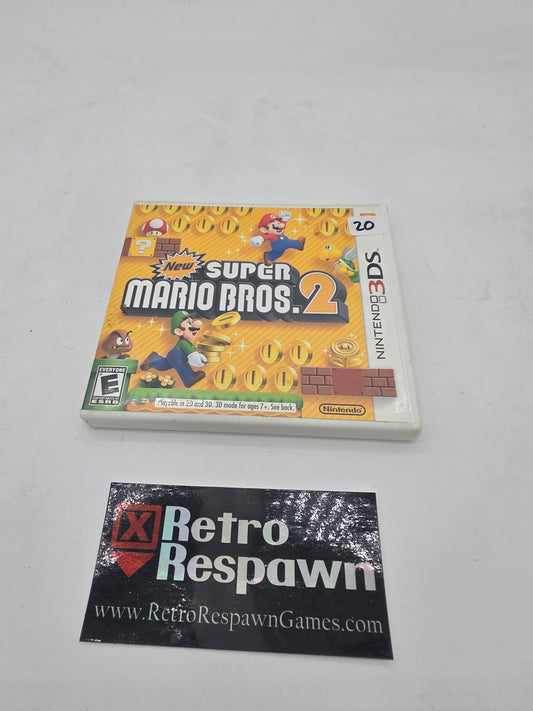 20
New
SUPER
MARIO BROS. 2
NINTENDO 3DS
EVERYONE
E
ESRB
Playable in 2D and 3D. 3D mode for ages 7+. See back.
Nintendo
X Retro
Respawn
www.RetroRespawnGames.com